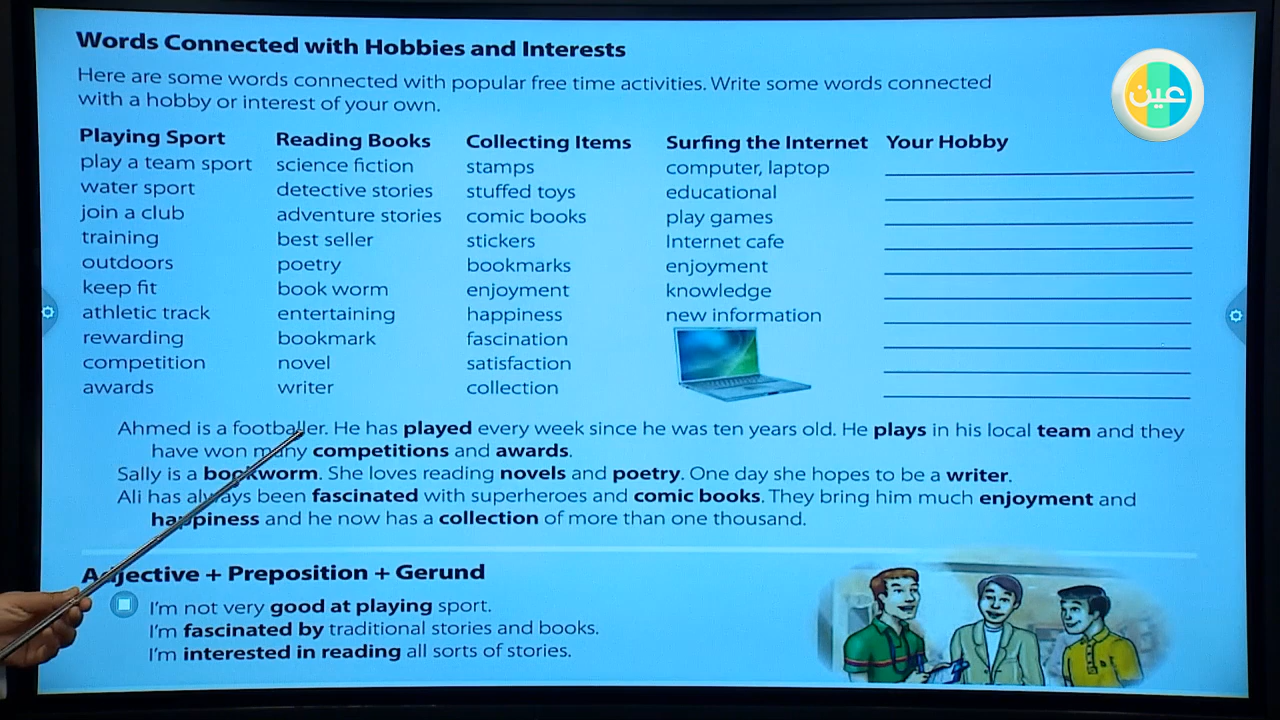 Words Connected with Hobbies and Interests
Here are some words connected with popular free time activities. Write some words connected
with a hobby or interest of your own.
عين
Playing Sport
play a team sport
water sport
join a club
training
outdoors
keep fit
athletic track
rewarding
competition
awards
Reading Books
science fiction
detective stories
adventure stories
best seller
poetry
book worm
entertaining
bookmark
novel
writer
Collecting Items
stamps
stuffed toys
comic books
stickers
bookmarks
enjoyment
happiness
fascination
satisfaction
collection
Surfing the Internet
computer, laptop
educational
play games
Internet cafe
enjoyment
knowledge
new information
Your Hobby
Ahmed is a footballer. He has played every week since he was ten years old. He plays in his local team and they
have won many competitions and awards.
Sally is a bookworm. She loves reading novels and poetry. One day she hopes to be a writer.
Ali has always been fascinated with superheroes and comic books. They bring him much enjoyment and
happiness and he now has a collection of more than one thousand.
Adjective + Preposition + Gerund
I'm not very good at playing sport.
I'm fascinated by traditional stories and books.
I'm interested in reading all sorts of stories.